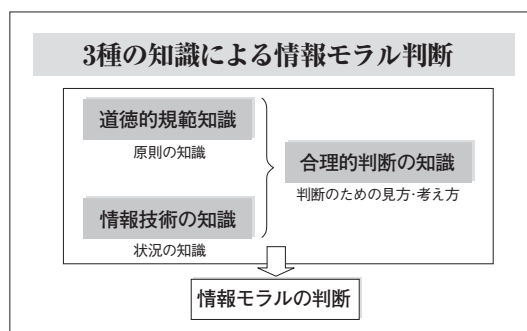 3種の知識による情報モラル判断
道徳的規範知識
原則の知識
合理的判断の知識
判断のための見方・考え方
情報技術の知識
状況の知識
情報モラルの判断